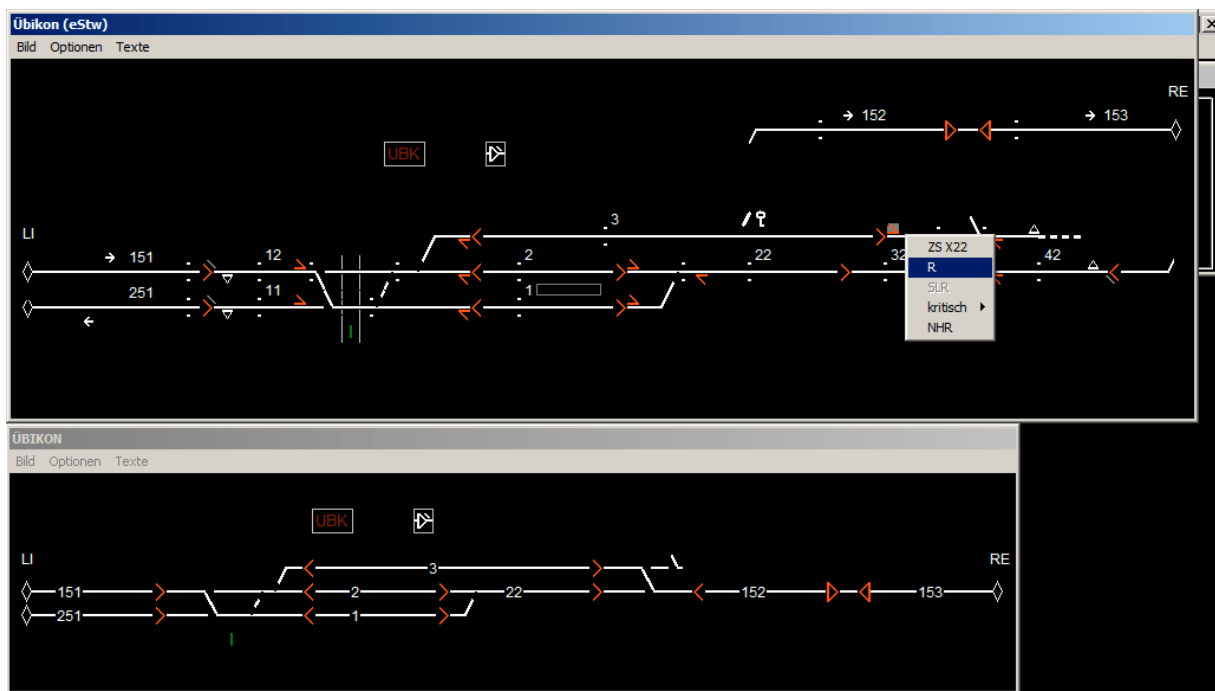 Übikon (eStw)
Bild Optionen Texte
RE
152 153
UBK
3
LI
151 12 2 22 32 42
ZS X22
R
251 11 1
SLR
kritisch
NHR
ÜBIKON
Bild Optionen Texte
UBK
LI RE
3
151 2 22 152 153
251 1